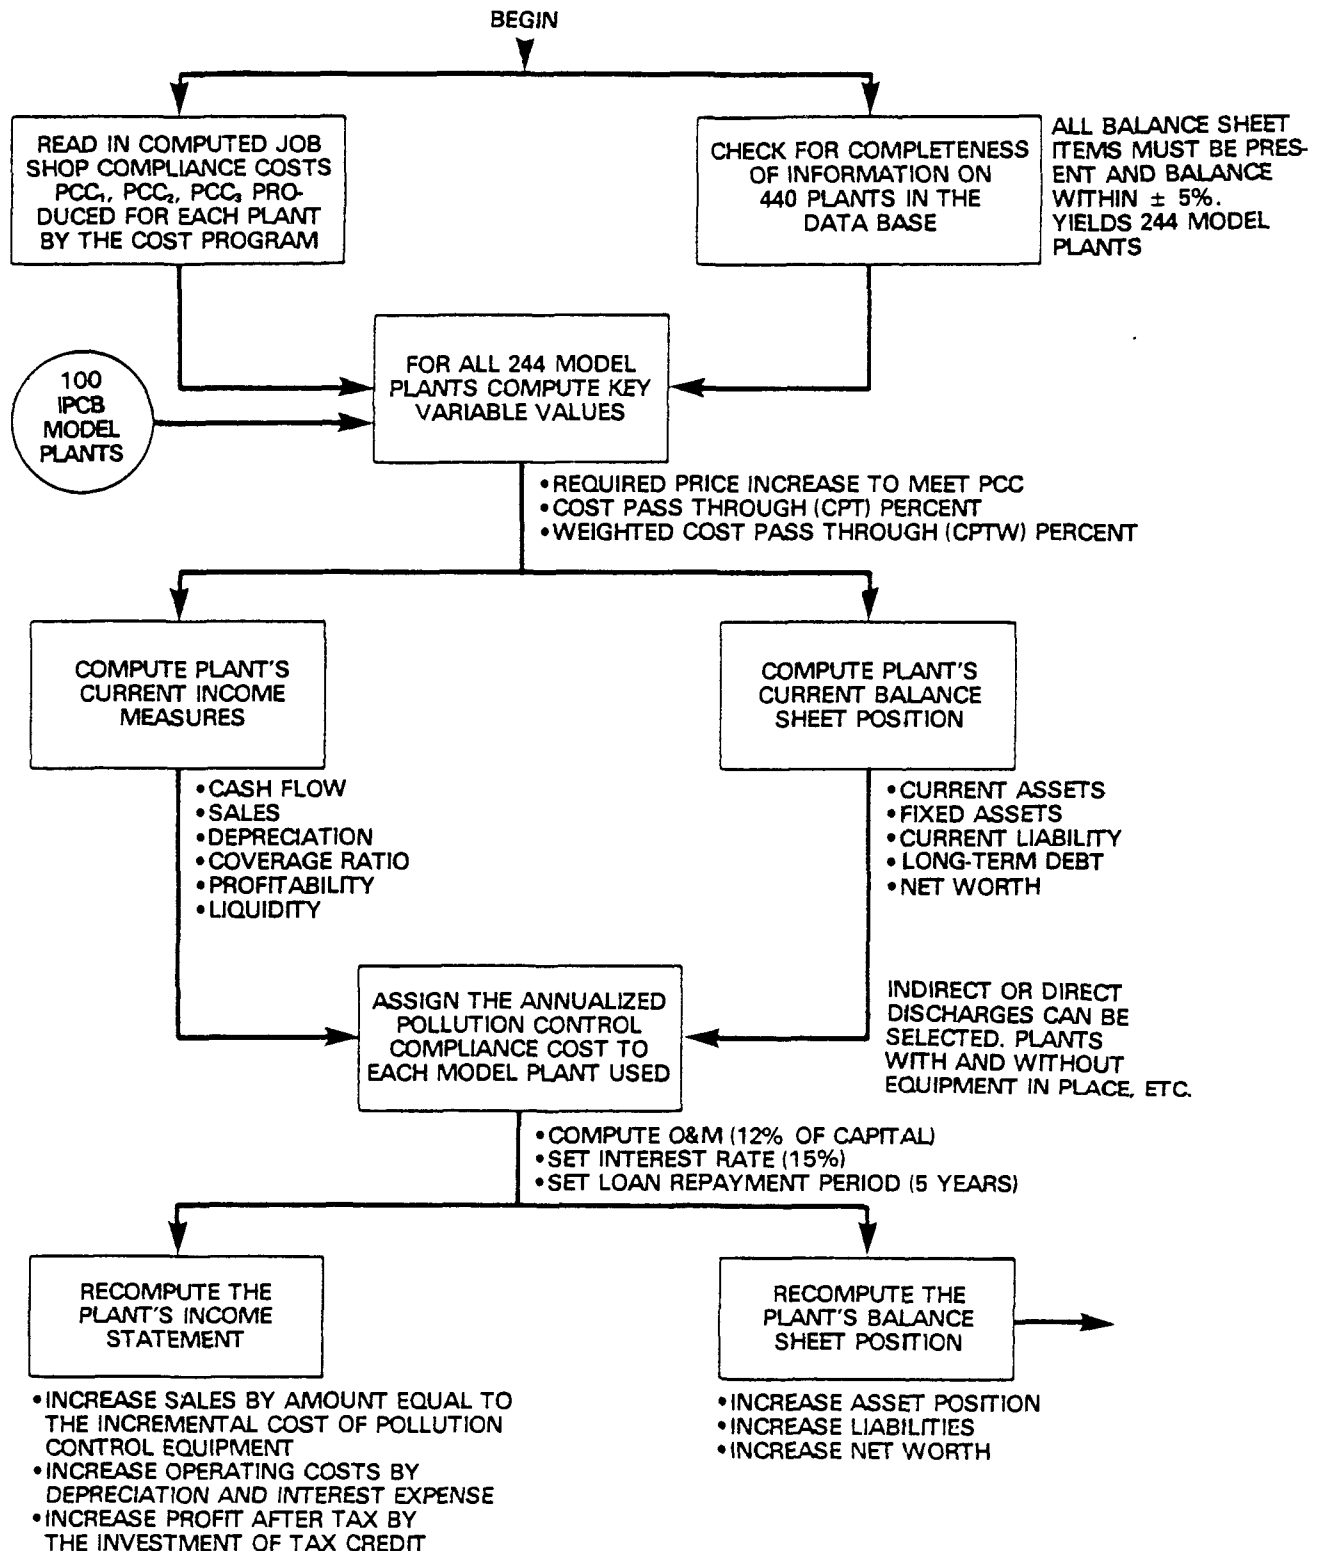 BEGIN
READ IN COMPUTED JOB
SHOP COMPLIANCE COSTS
PCC₁, PCC₂, PCC₃ PRO-
DUCED FOR EACH PLANT
BY THE COST PROGRAM
CHECK FOR COMPLETENESS
OF INFORMATION ON
440 PLANTS IN THE
DATA BASE
ALL BALANCE SHEET
ITEMS MUST BE PRES-
ENT AND BALANCE
WITHIN ± 5%.
YIELDS 244 MODEL
PLANTS
FOR ALL 244 MODEL
PLANTS COMPUTE KEY
VARIABLE VALUES
100
IPCB
MODEL
PLANTS
•REQUIRED PRICE INCREASE TO MEET PCC
•COST PASS THROUGH (CPT) PERCENT
•WEIGHTED COST PASS THROUGH (CPTW) PERCENT
COMPUTE PLANT'S
CURRENT INCOME
MEASURES
COMPUTE PLANT'S
CURRENT BALANCE
SHEET POSITION
•CASH FLOW
•SALES
•DEPRECIATION
•COVERAGE RATIO
•PROFITABILITY
•LIQUIDITY
•CURRENT ASSETS
•FIXED ASSETS
•CURRENT LIABILITY
•LONG-TERM DEBT
•NET WORTH
ASSIGN THE ANNUALIZED
POLLUTION CONTROL
COMPLIANCE COST TO
EACH MODEL PLANT USED
INDIRECT OR DIRECT
DISCHARGES CAN BE
SELECTED. PLANTS
WITH AND WITHOUT
EQUIPMENT IN PLACE, ETC.
•COMPUTE O&M (12% OF CAPITAL)
•SET INTEREST RATE (15%)
•SET LOAN REPAYMENT PERIOD (5 YEARS)
RECOMPUTE THE
PLANT'S INCOME
STATEMENT
RECOMPUTE THE
PLANT'S BALANCE
SHEET POSITION
•INCREASE SALES BY AMOUNT EQUAL TO
THE INCREMENTAL COST OF POLLUTION
CONTROL EQUIPMENT
•INCREASE OPERATING COSTS BY
DEPRECIATION AND INTEREST EXPENSE
•INCREASE PROFIT AFTER TAX BY
THE INVESTMENT OF TAX CREDIT
•INCREASE ASSET POSITION
•INCREASE LIABILITIES
•INCREASE NET WORTH